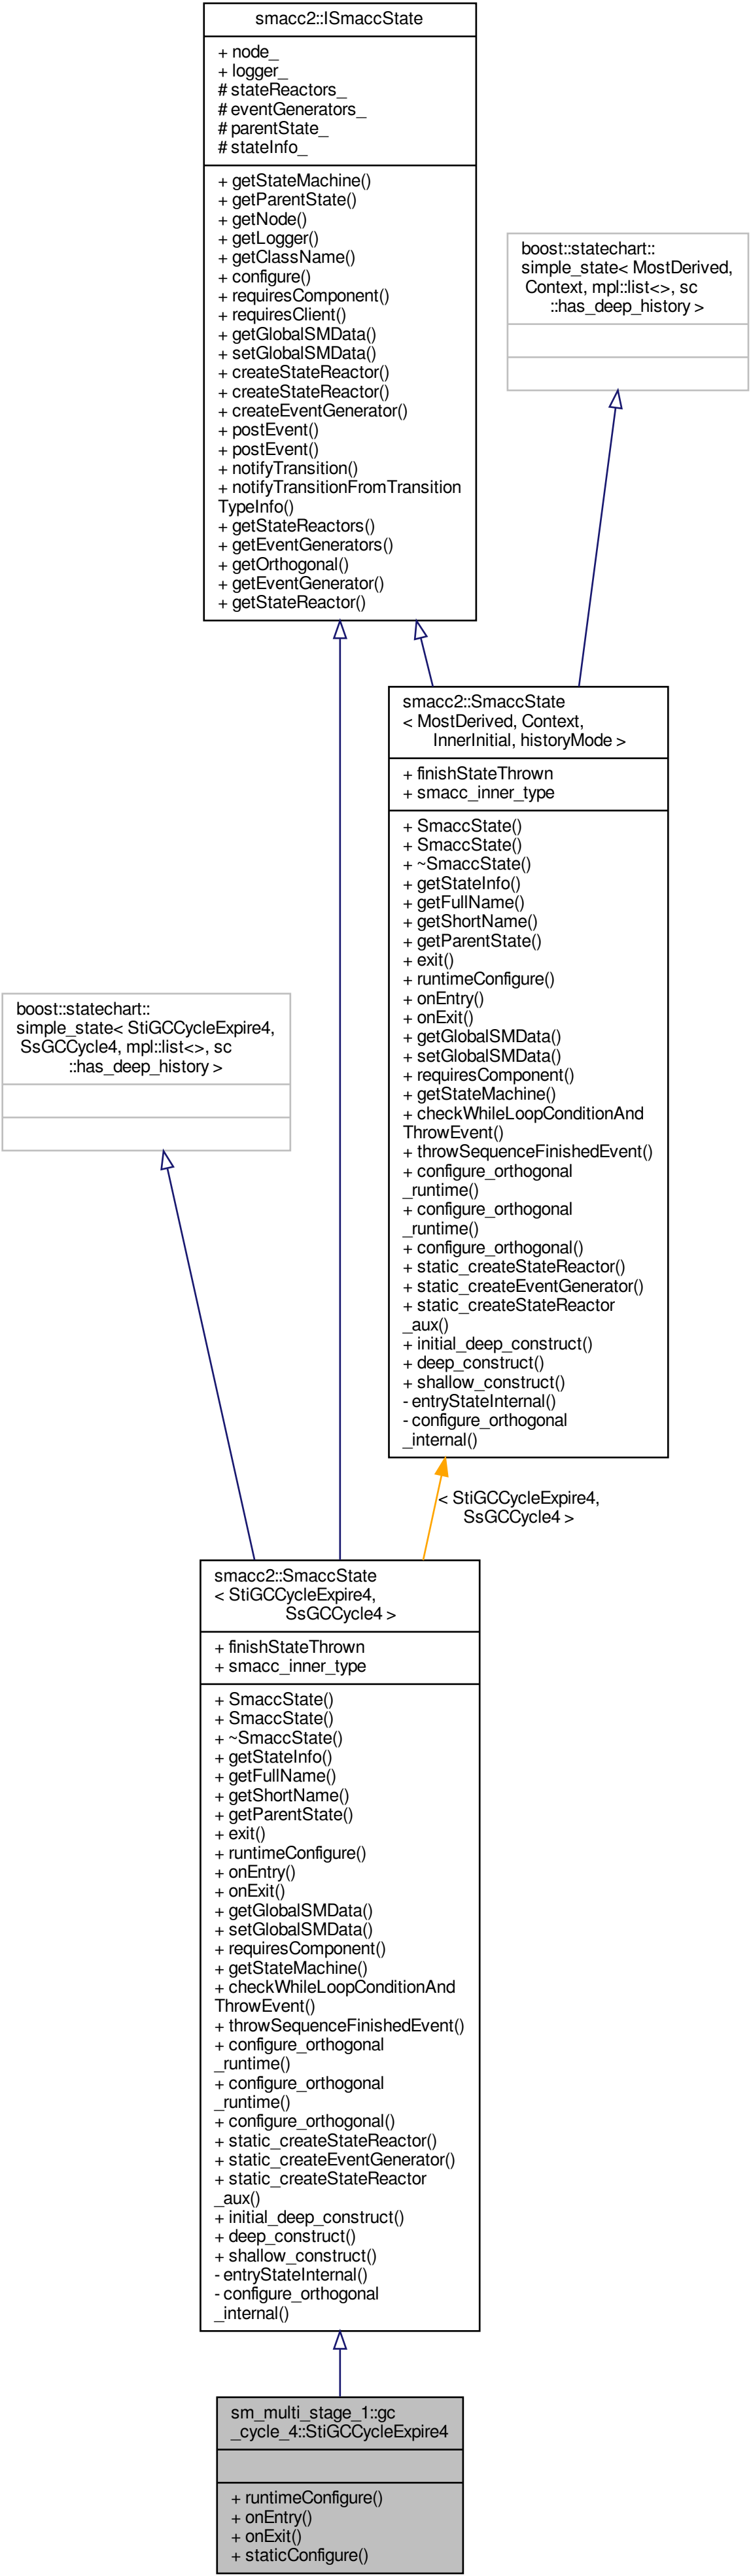 smacc2::ISmaccState
+ node_
+ logger_
# stateReactors_
# eventGenerators_
# parentState_
# stateInfo_
+ getStateMachine()
+ getParentState()
+ getNode()
+ getLogger()
+ getClassName()
+ configure()
+ requiresComponent()
+ requiresClient()
+ getGlobalSMData()
+ setGlobalSMData()
+ createStateReactor()
+ createStateReactor()
+ createEventGenerator()
+ postEvent()
+ postEvent()
+ notifyTransition()
+ notifyTransitionFromTransition
TypeInfo()
+ getStateReactors()
+ getEventGenerators()
+ getOrthogonal()
+ getEventGenerator()
+ getStateReactor()
boost::statechart::
simple_state< MostDerived,
Context, mpl::list<>, sc
::has_deep_history >
smacc2::SmaccState
< MostDerived, Context,
InnerInitial, historyMode >
+ finishStateThrown
+ smacc_inner_type
+ SmaccState()
+ SmaccState()
+ ~SmaccState()
+ getStateInfo()
+ getFullName()
+ getShortName()
+ getParentState()
+ exit()
+ runtimeConfigure()
+ onEntry()
+ onExit()
+ getGlobalSMData()
+ setGlobalSMData()
+ requiresComponent()
+ getStateMachine()
+ checkWhileLoopConditionAnd
ThrowEvent()
+ throwSequenceFinishedEvent()
+ configure_orthogonal
_runtime()
+ configure_orthogonal
_runtime()
+ configure_orthogonal()
+ static_createStateReactor()
+ static_createEventGenerator()
+ static_createStateReactor
_aux()
+ initial_deep_construct()
+ deep_construct()
+ shallow_construct()
- entryStateInternal()
- configure_orthogonal
_internal()
boost::statechart::
simple_state< StiGCCycleExpire4,
SsGCCycle4, mpl::list<>, sc
::has_deep_history >
< StiGCCycleExpire4,
SsGCCycle4 >
smacc2::SmaccState
< StiGCCycleExpire4,
SsGCCycle4 >
+ finishStateThrown
+ smacc_inner_type
+ SmaccState()
+ SmaccState()
+ ~SmaccState()
+ getStateInfo()
+ getFullName()
+ getShortName()
+ getParentState()
+ exit()
+ runtimeConfigure()
+ onEntry()
+ onExit()
+ getGlobalSMData()
+ setGlobalSMData()
+ requiresComponent()
+ getStateMachine()
+ checkWhileLoopConditionAnd
ThrowEvent()
+ throwSequenceFinishedEvent()
+ configure_orthogonal
_runtime()
+ configure_orthogonal
_runtime()
+ configure_orthogonal()
+ static_createStateReactor()
+ static_createEventGenerator()
+ static_createStateReactor
_aux()
+ initial_deep_construct()
+ deep_construct()
+ shallow_construct()
- entryStateInternal()
- configure_orthogonal
_internal()
sm_multi_stage_1::gc
_cycle_4::StiGCCycleExpire4
+ runtimeConfigure()
+ onEntry()
+ onExit()
+ staticConfigure()